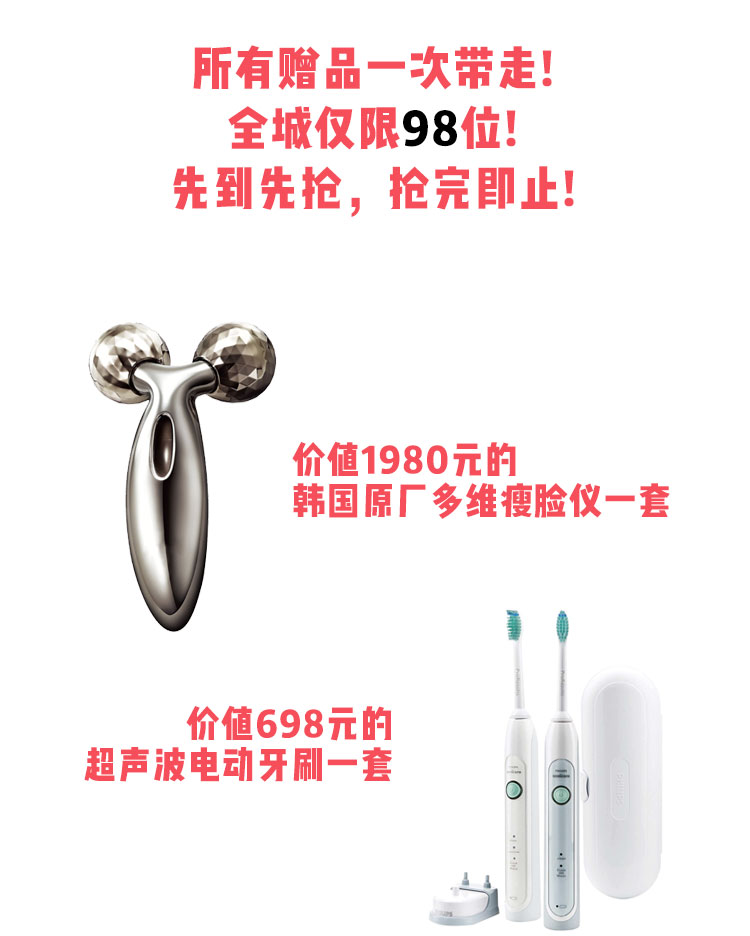 所有赠品一次带走!
全城仅限98位!
先到先抢，抢完即止!
价值1980元的
韩国原厂多维瘦脸仪一套
价值698元的
超声波电动牙刷一套